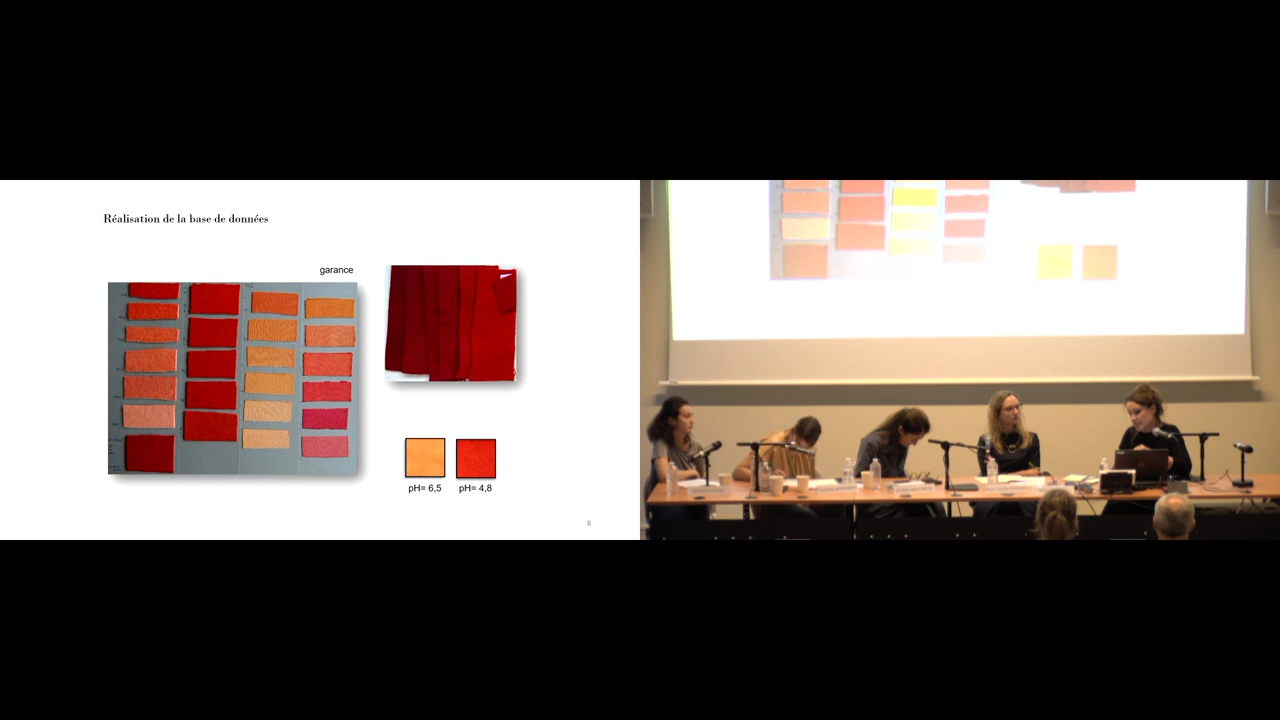 Réalisation de la base de données
garance
pH= 6,5
pH= 4,8
8